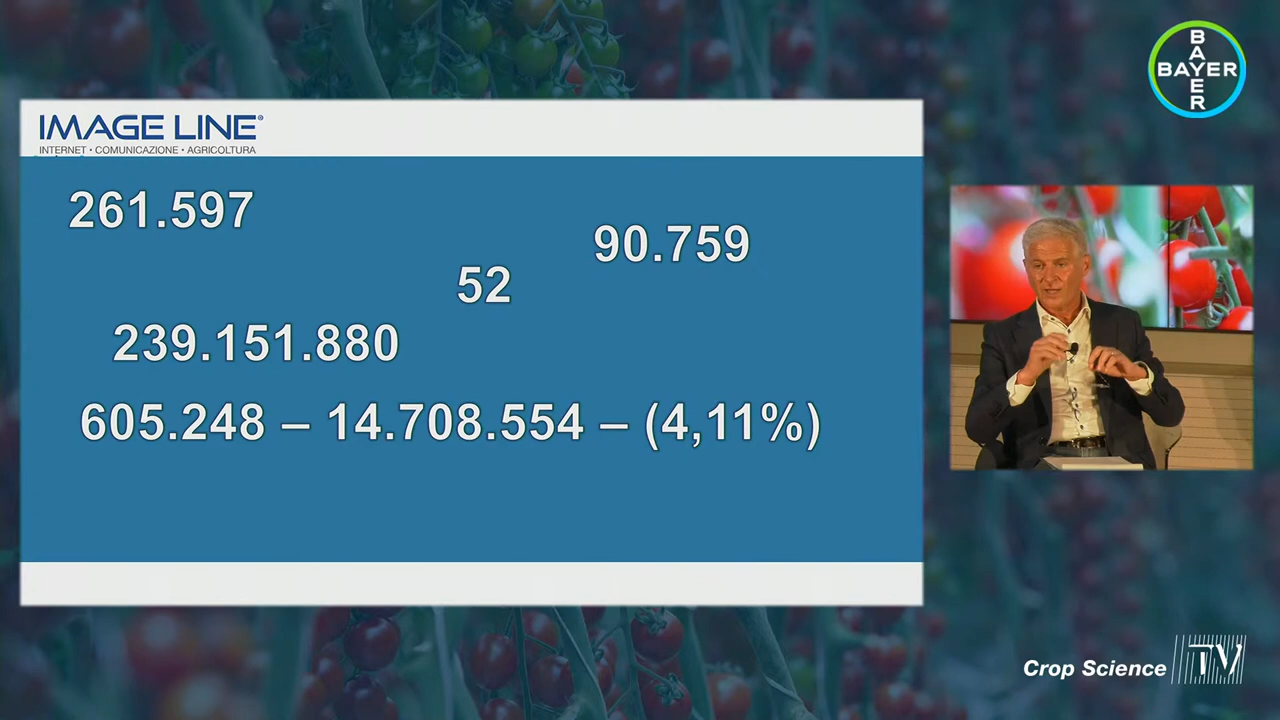 BAYER
BAYER
IMAGE LINE®
INTERNET • COMUNICAZIONE • AGRICOLTURA
261.597
90.759
52
239.151.880
605.248 – 14.708.554 – (4,11%)
Crop Science TV